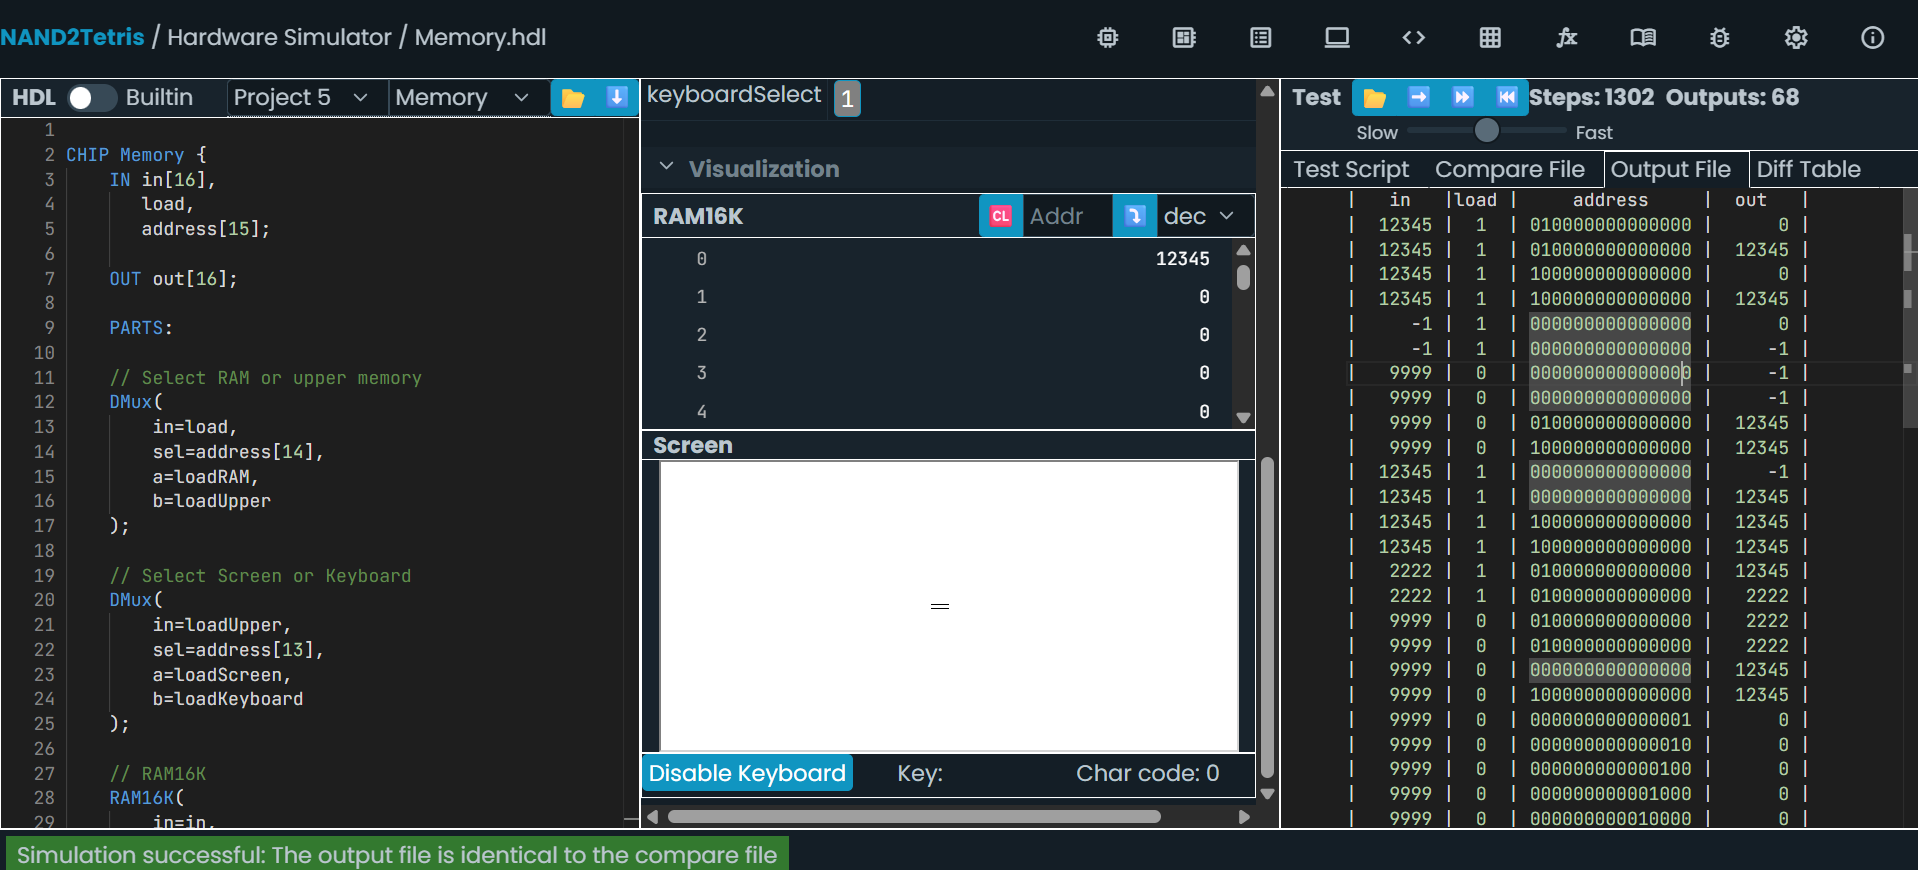 NAND2Tetris / Hardware Simulator / Memory.hdl
HDL Builtin Project 5 Memory
1
2 CHIP Memory {
3 IN in[16],
4 load,
5 address[15];
6
7 OUT out[16];
8
9 PARTS:
10
11 // Select RAM or upper memory
12 DMux(
13 in=load,
14 sel=address[14],
15 a=loadRAM,
16 b=loadUpper
17 );
18
19 // Select Screen or Keyboard
20 DMux(
21 in=loadUpper,
22 sel=address[13],
23 a=loadScreen,
24 b=loadKeyboard
25 );
26
27 // RAM16K
28 RAM16K(
29 in=in,
keyboardSelect 1
Visualization
RAM16K CL Addr dec
0 12345
1 0
2 0
3 0
4 0
Screen
Disable Keyboard Key: Char code: 0
Test Steps: 1302 Outputs: 68
Slow Fast
Test Script Compare File Output File Diff Table
| in |load | address | out |
| 12345 | 1 | 010000000000000 | 0 |
| 12345 | 1 | 010000000000000 | 12345 |
| 12345 | 1 | 100000000000000 | 0 |
| 12345 | 1 | 100000000000000 | 12345 |
| -1 | 1 | 000000000000000 | 0 |
| -1 | 1 | 000000000000000 | -1 |
| 9999 | 0 | 000000000000000 | -1 |
| 9999 | 0 | 000000000000000 | -1 |
| 9999 | 0 | 010000000000000 | 12345 |
| 9999 | 0 | 100000000000000 | 12345 |
| 12345 | 1 | 000000000000000 | -1 |
| 12345 | 1 | 000000000000000 | 12345 |
| 12345 | 1 | 100000000000000 | 12345 |
| 12345 | 1 | 100000000000000 | 12345 |
| 2222 | 1 | 010000000000000 | 12345 |
| 2222 | 1 | 010000000000000 | 2222 |
| 9999 | 0 | 010000000000000 | 2222 |
| 9999 | 0 | 010000000000000 | 2222 |
| 9999 | 0 | 000000000000000 | 12345 |
| 9999 | 0 | 100000000000000 | 12345 |
| 9999 | 0 | 000000000000001 | 0 |
| 9999 | 0 | 000000000000010 | 0 |
| 9999 | 0 | 000000000000100 | 0 |
| 9999 | 0 | 000000000001000 | 0 |
| 9999 | 0 | 000000000010000 | 0 |
Simulation successful: The output file is identical to the compare file